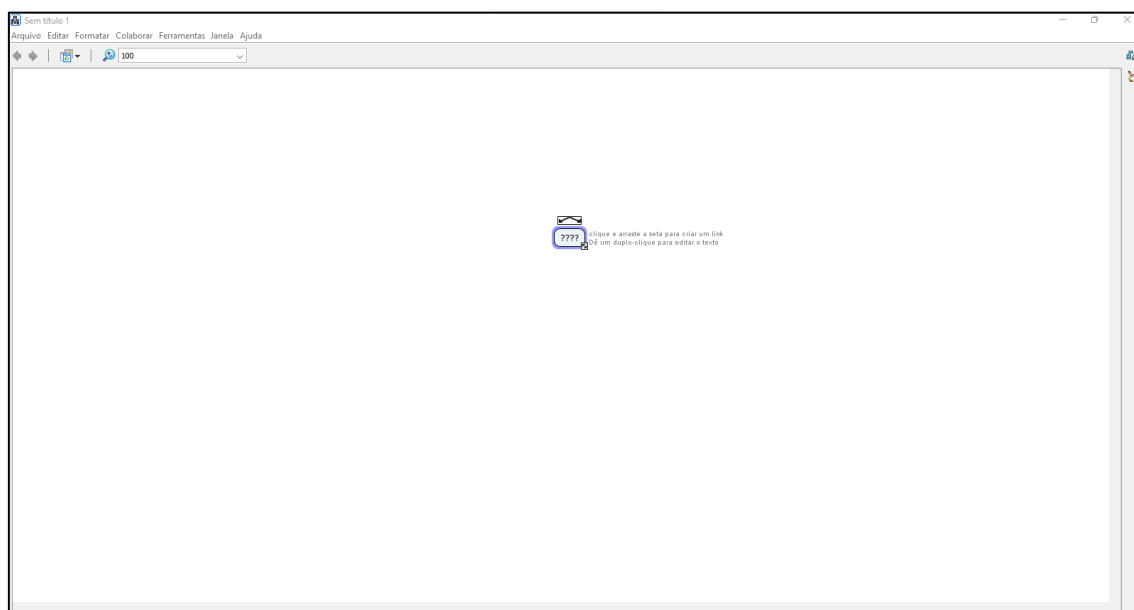 Sem título 1
Arquivo Editar Formatar Colaborar Ferramentas Janela Ajuda
100
clique e arraste a seta para criar um link
????
Dê um duplo-clique para editar o texto